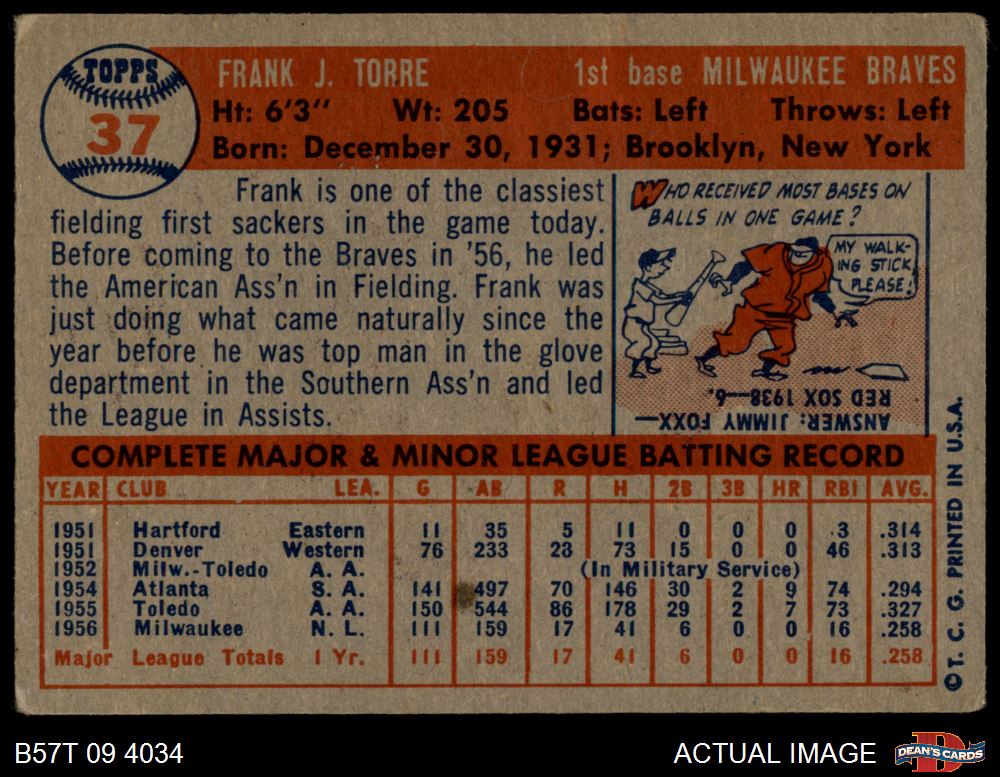 TOPPS
37
FRANK J. TORRE 1st base MILWAUKEE BRAVES
Ht: 6'3" Wt: 205 Bats: Left Throws: Left
Born: December 30, 1931; Brooklyn, New York
Frank is one of the classiest
fielding first sackers in the game today.
Before coming to the Braves in '56, he led
the American Ass'n in Fielding. Frank was
just doing what came naturally since the
year before he was top man in the glove
department in the Southern Ass'n and led
the League in Assists.
WHO RECEIVED MOST BASES ON
BALLS IN ONE GAME?
MY WALK-
ING STICK,
PLEASE!
ANSWER: JIMMY FOXX—
RED SOX 1938—6.
COMPLETE MAJOR & MINOR LEAGUE BATTING RECORD
YEAR CLUB LEA. G AB R H 2B 3B HR RBI AVG.
1951 Hartford Eastern 11 35 5 11 0 0 0 3 .314
1951 Denver Western 76 233 28 73 15 0 0 46 .313
1952 Milw.-Toledo A. A. (In Military Service)
1954 Atlanta S. A. 141 497 70 146 30 2 9 74 .294
1955 Toledo A. A. 150 544 86 178 29 2 7 73 .327
1956 Milwaukee N. L. 111 159 17 41 6 0 0 16 .258
Major League Totals 1 Yr. 111 159 17 41 6 0 0 16 .258
©T. C. G. PRINTED IN U.S.A.
B57T 09 4034 ACTUAL IMAGE
DEAN'S CARDS